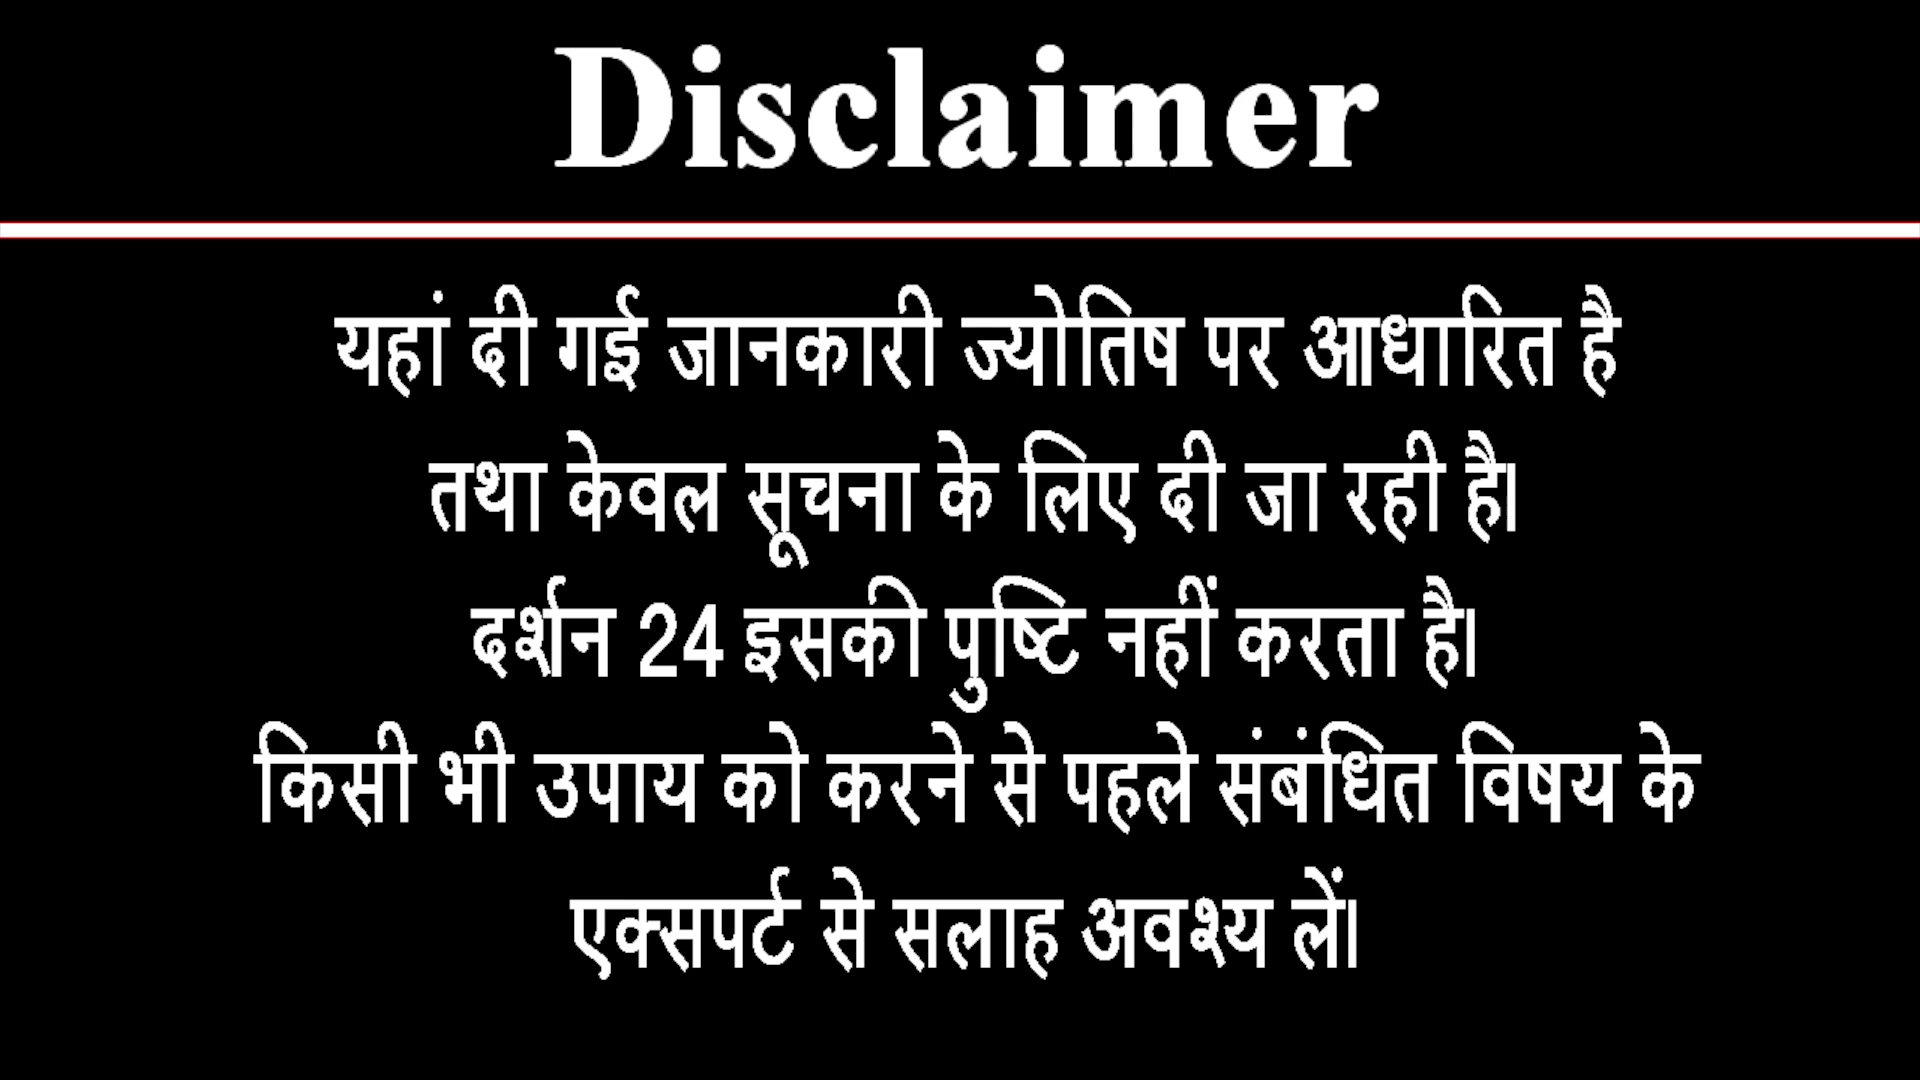 Disclaimer
यहां दी गई जानकारी ज्योतिष पर आधारित है
तथा केवल सूचना के लिए दी जा रही है।
दर्शन 24 इसकी पुष्टि नहीं करता है।
किसी भी उपाय को करने से पहले संबंधित विषय के
एक्सपर्ट से सलाह अवश्य लें।